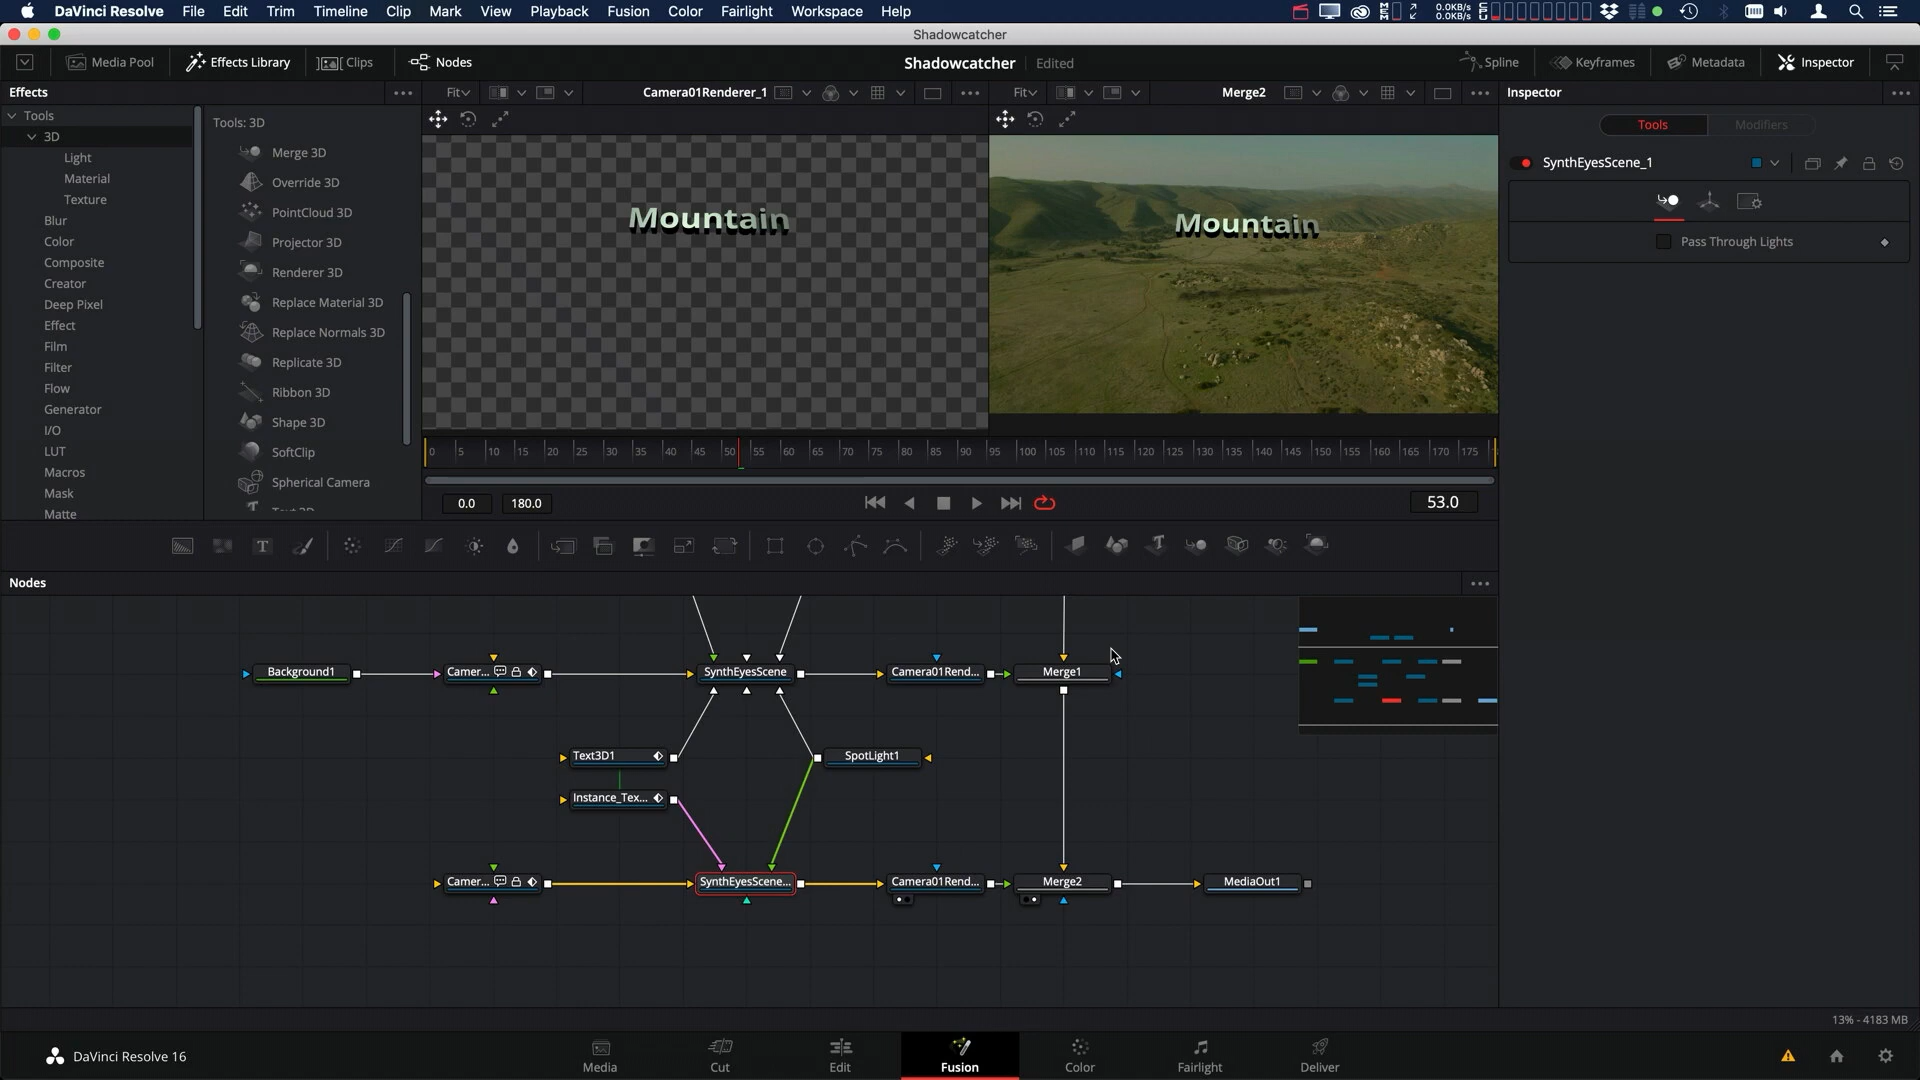 DaVinci Resolve File Edit Trim Timeline Clip Mark View Playback Fusion Color Fairlight Workspace Help
0.0KB/s
0.0KB/s
Shadowcatcher
Media Pool Effects Library Clips Nodes Shadowcatcher Edited Spline Keyframes Metadata Inspector
Effects Fit Camera01Renderer_1 Fit Merge2 Inspector
Tools
3D
Light
Material
Texture
Blur
Color
Composite
Creator
Deep Pixel
Effect
Film
Filter
Flow
Generator
I/O
LUT
Macros
Mask
Matte
Tools: 3D
Merge 3D
Override 3D
PointCloud 3D
Projector 3D
Renderer 3D
Replace Material 3D
Replace Normals 3D
Replicate 3D
Ribbon 3D
Shape 3D
SoftClip
Spherical Camera
Text 3D
Mountain
Mountain
Tools Modifiers
SynthEyesScene_1
Pass Through Lights
0 5 10 15 20 25 30 35 40 45 50 55 60 65 70 75 80 85 90 95 100 105 110 115 120 125 130 135 140 145 150 155 160 165 170 175
0.0 180.0 53.0
T
Nodes
Background1 Camer... SynthEyesScene Camera01Rend... Merge1
Text3D1 SpotLight1
Instance_Tex...
Camer... SynthEyesScene... Camera01Rend... Merge2 MediaOut1
13% - 4183 MB
DaVinci Resolve 16 Media Cut Edit Fusion Color Fairlight Deliver